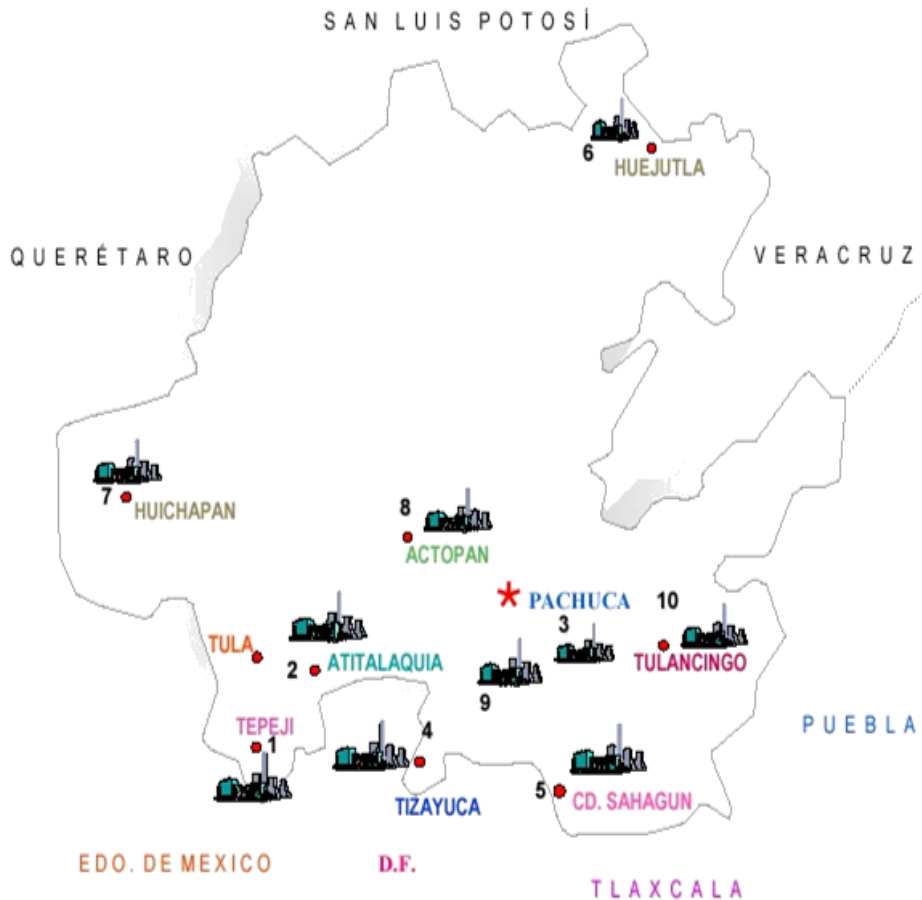 SAN LUIS POTOSÍ
6
HUEJUTLA
QUERÉTARO
VERACRUZ
7
HUICHAPAN
8
ACTOPAN
PACHUCA
10
3
TULA
2
ATITALAQUIA
TULANCINGO
9
TEPEJI
1
4
PUEBLA
TIZAYUCA
5
CD. SAHAGUN
EDO. DE MEXICO
D.F.
TLAXCALA